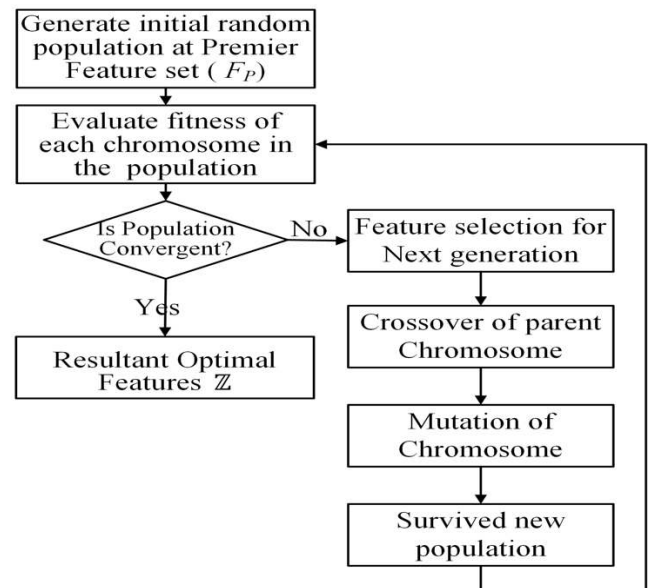 Generate initial random
population at Premier
Feature set ( F_P)
Evaluate fitness of
each chromosome in
the population
Is Population
Convergent?
No
Yes
Resultant Optimal
Features ℤ
Feature selection for
Next generation
Crossover of parent
Chromosome
Mutation of
Chromosome
Survived new
population